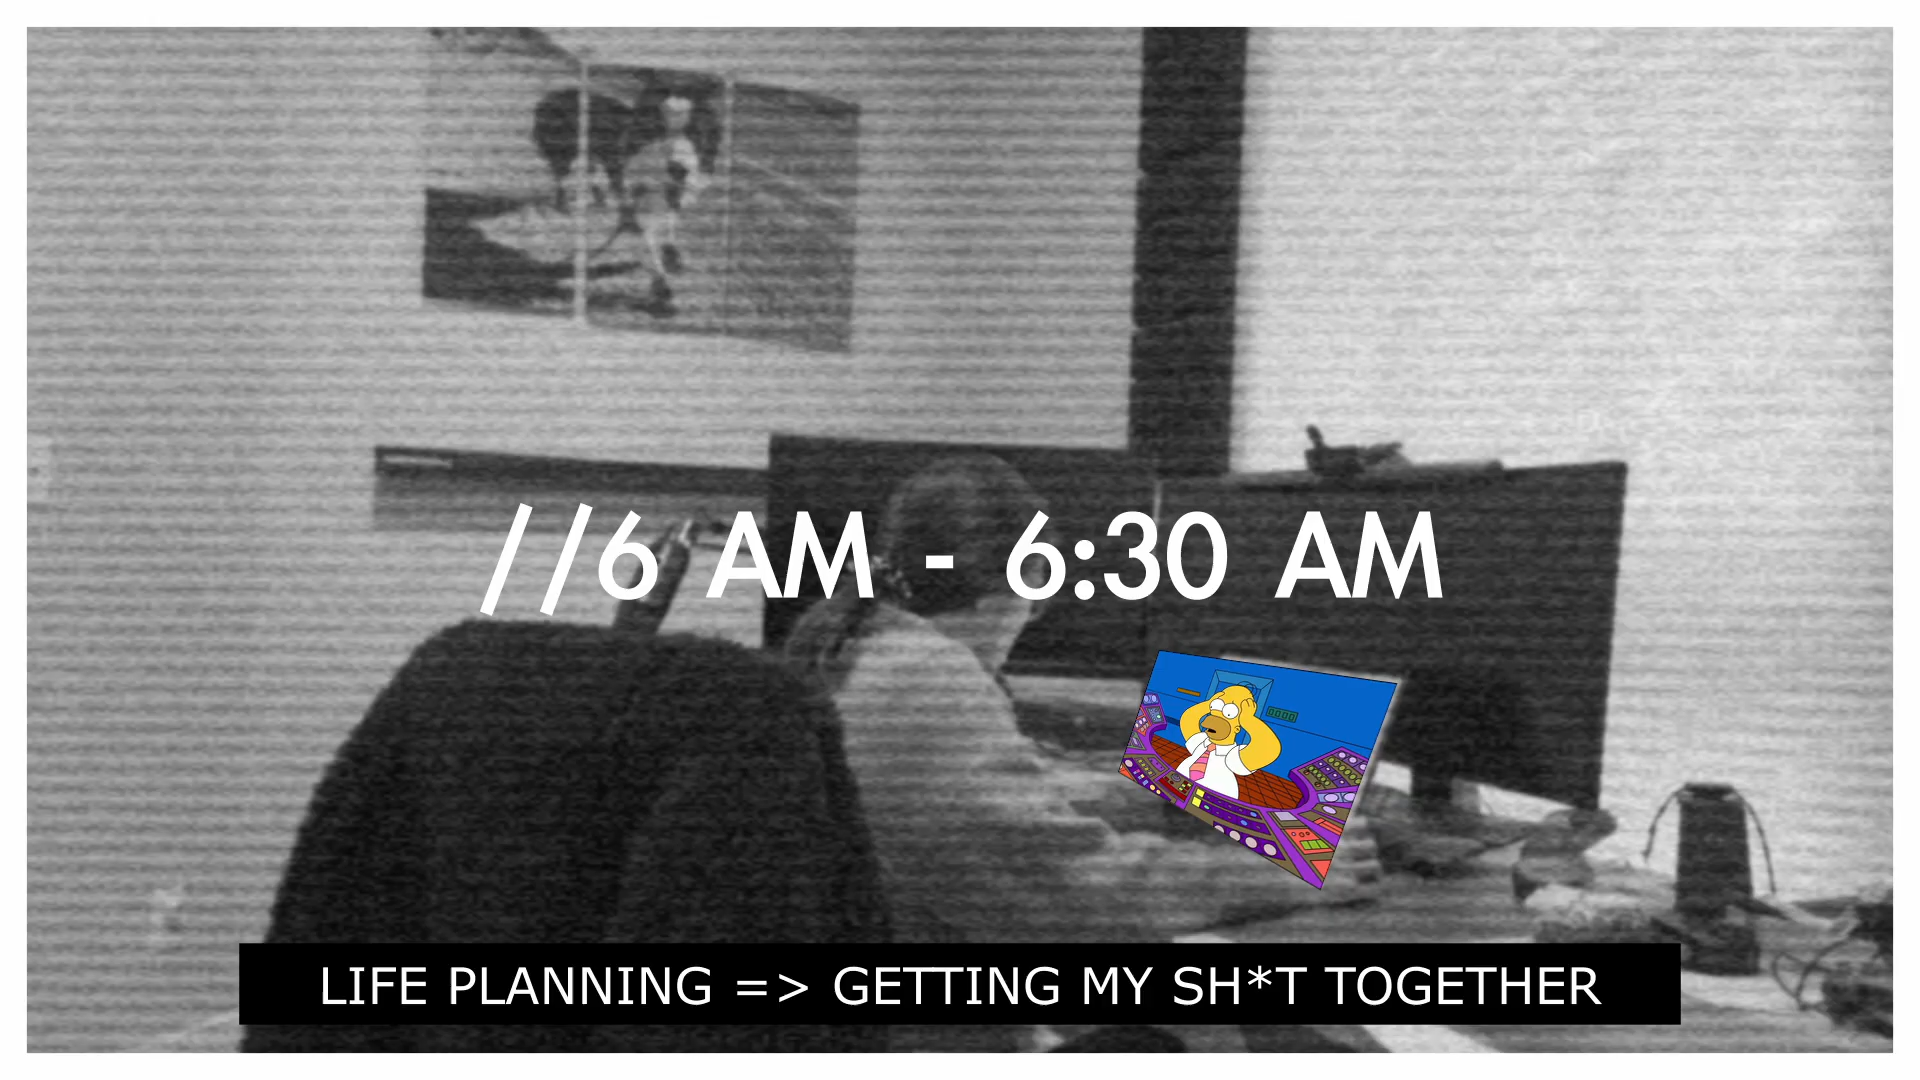 //6 AM - 6:30 AM
LIFE PLANNING => GETTING MY SH*T TOGETHER